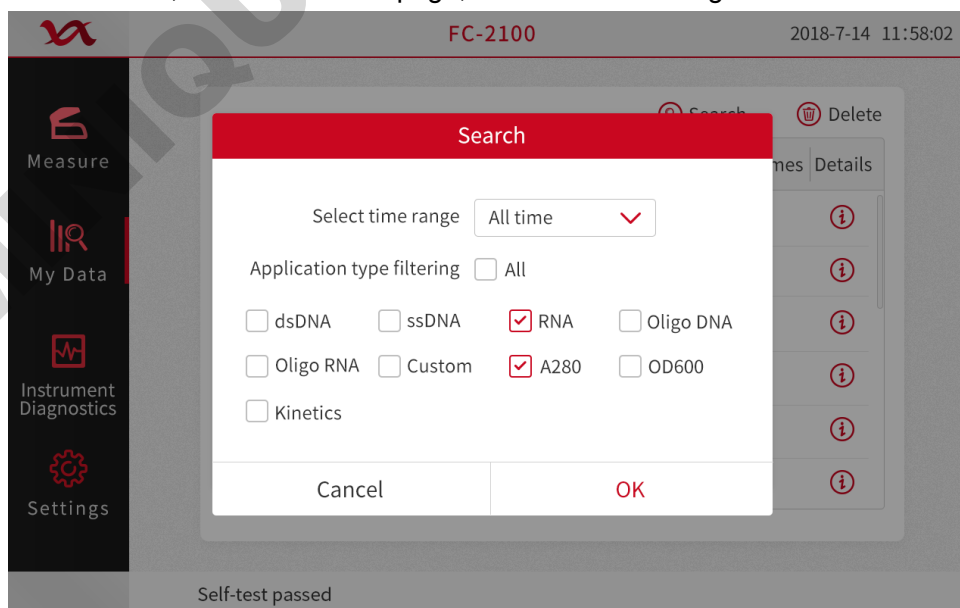 FC-2100
2018-7-14 11:58:02
Measure
My Data
Instrument
Diagnostics
Settings
Search
Delete
Details
Search
Select time range All time
Application type filtering All
dsDNA ssDNA RNA Oligo DNA
Oligo RNA Custom A280 OD600
Kinetics
Cancel OK
Self-test passed